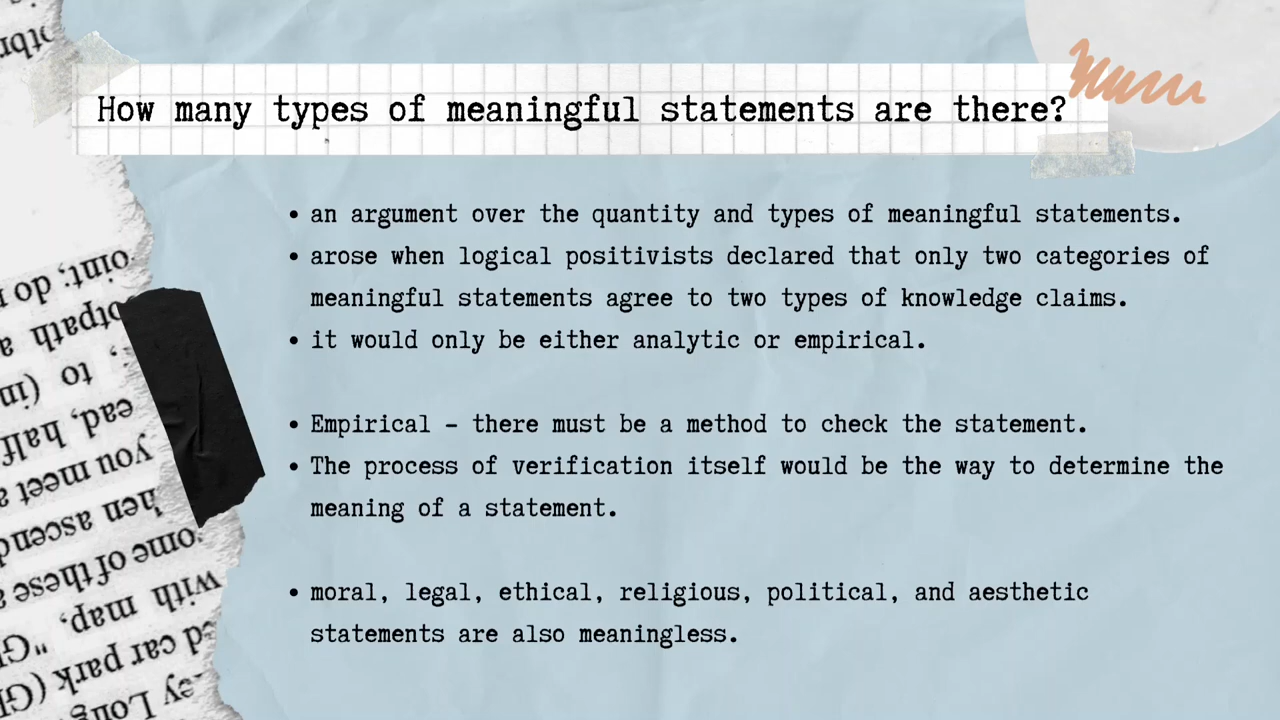 How many types of meaningful statements are there?
• an argument over the quantity and types of meaningful statements.
• arose when logical positivists declared that only two categories of
meaningful statements agree to two types of knowledge claims.
• it would only be either analytic or empirical.
• Empirical – there must be a method to check the statement.
• The process of verification itself would be the way to determine the
meaning of a statement.
• moral, legal, ethical, religious, political, and aesthetic
statements are also meaningless.